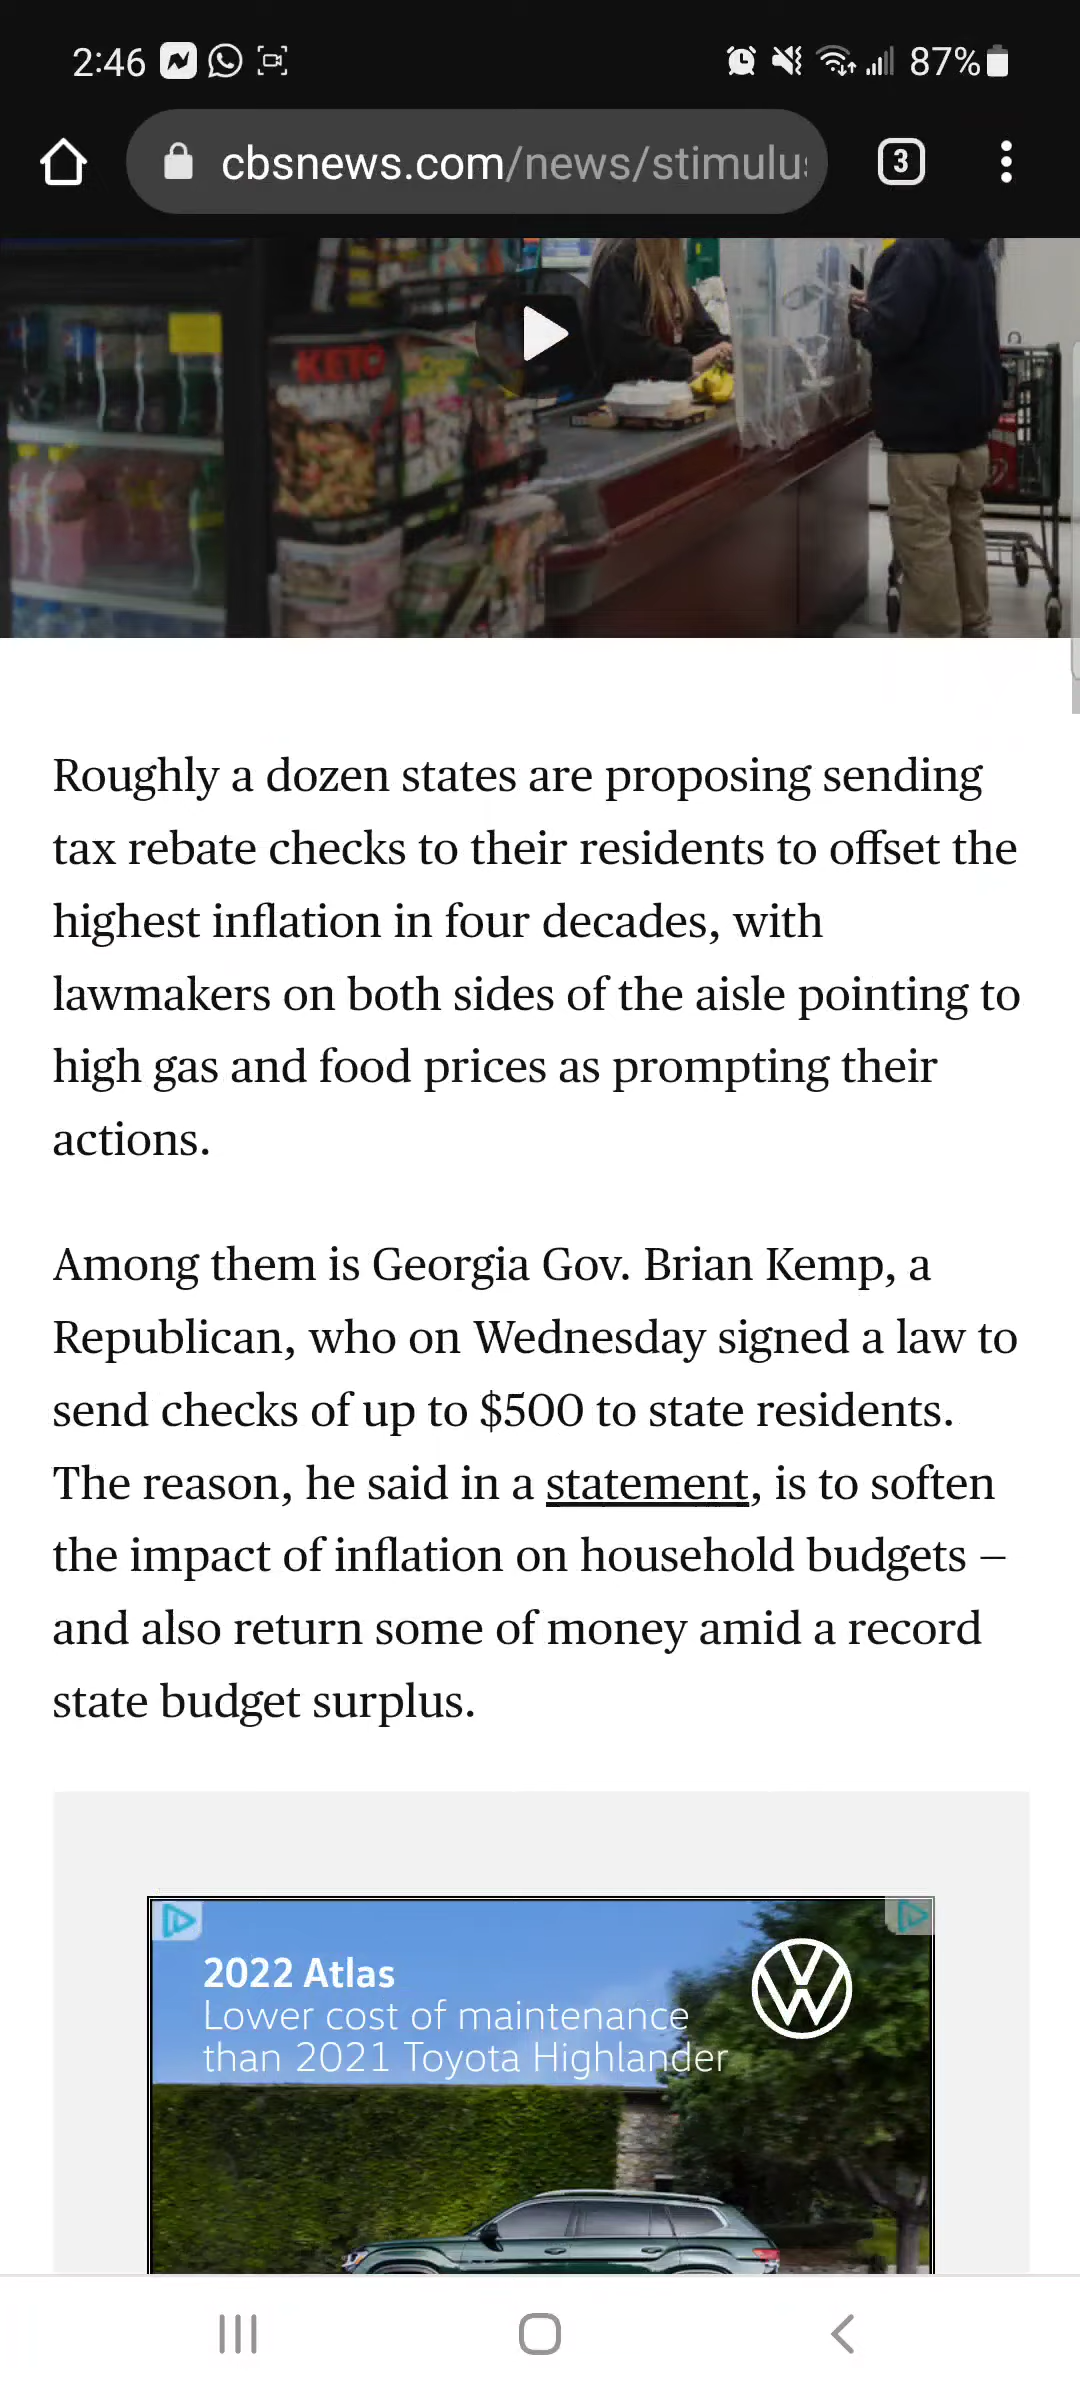 2:46
87%
cbsnews.com/news/stimulu
3
KETO
Roughly a dozen states are proposing sending
tax rebate checks to their residents to offset the
highest inflation in four decades, with
lawmakers on both sides of the aisle pointing to
high gas and food prices as prompting their
actions.
Among them is Georgia Gov. Brian Kemp, a
Republican, who on Wednesday signed a law to
send checks of up to $500 to state residents.
The reason, he said in a statement, is to soften
the impact of inflation on household budgets —
and also return some of money amid a record
state budget surplus.
2022 Atlas
Lower cost of maintenance
than 2021 Toyota Highlander